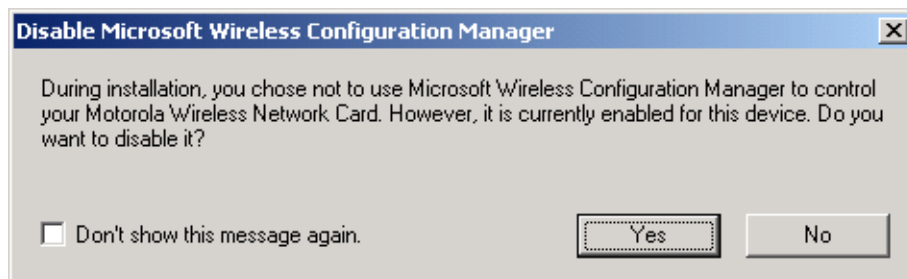 Disable Microsoft Wireless Configuration Manager
During installation, you chose not to use Microsoft Wireless Configuration Manager to control
your Motorola Wireless Network Card. However, it is currently enabled for this device. Do you
want to disable it?
Don't show this message again.
Yes
No